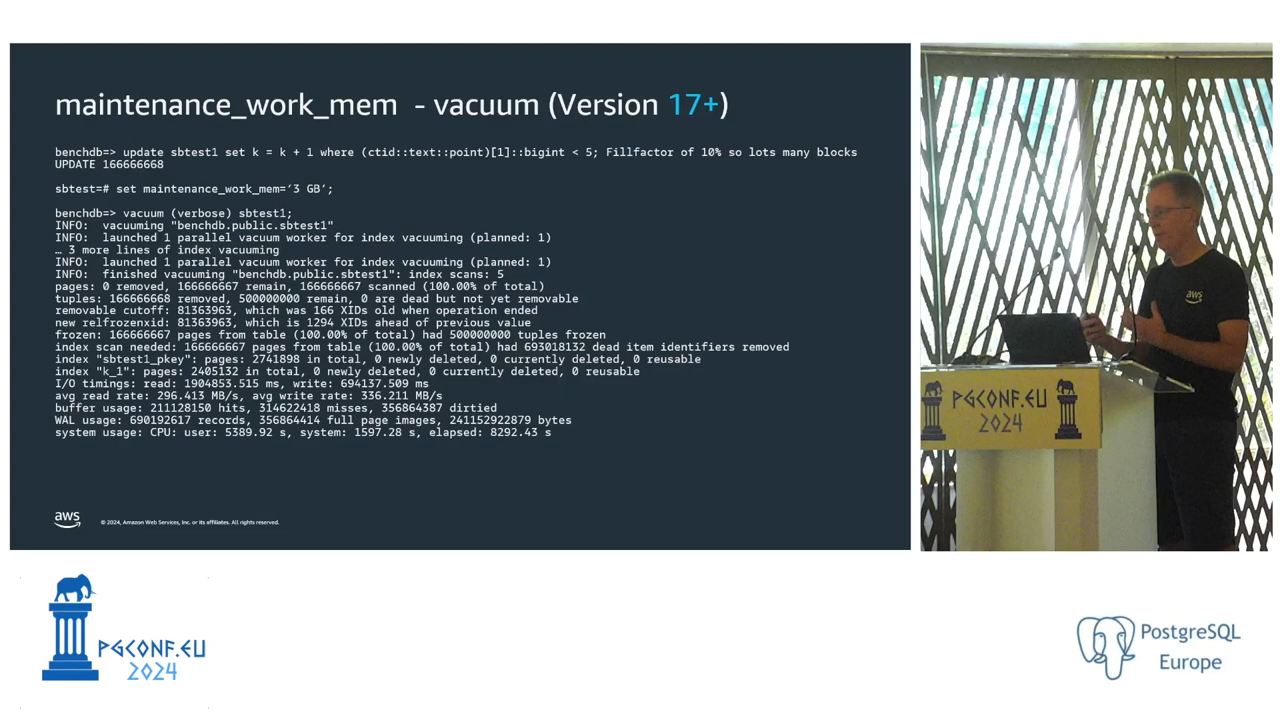 maintenance_work_mem - vacuum (Version 17+)
benchdb=> update sbtest1 set k = k + 1 where (ctid::text::point)[1]::bigint < 5; Fillfactor of 10% so lots many blocks
UPDATE 166666668
sbtest=# set maintenance_work_mem=‘3 GB’;
benchdb=> vacuum (verbose) sbtest1;
INFO:  vacuuming "benchdb.public.sbtest1"
INFO:  launched 1 parallel vacuum worker for index vacuuming (planned: 1)
… 3 more lines of index vacuuming
INFO:  launched 1 parallel vacuum worker for index vacuuming (planned: 1)
INFO:  finished vacuuming "benchdb.public.sbtest1": index scans: 5
pages: 0 removed, 166666667 remain, 166666667 scanned (100.00% of total)
tuples: 166666668 removed, 500000000 remain, 0 are dead but not yet removable
removable cutoff: 81363963, which was 166 XIDs old when operation ended
new relfrozenxid: 81363963, which is 1294 XIDs ahead of previous value
frozen: 166666667 pages from table (100.00% of total) had 500000000 tuples frozen
index scan needed: 166666667 pages from table (100.00% of total) had 693018132 dead item identifiers removed
index "sbtest1_pkey": pages: 2741898 in total, 0 newly deleted, 0 currently deleted, 0 reusable
index "k_1": pages: 2405132 in total, 0 newly deleted, 0 currently deleted, 0 reusable
I/O timings: read: 1904853.515 ms, write: 694137.509 ms
avg read rate: 296.413 MB/s, avg write rate: 336.211 MB/s
buffer usage: 211128150 hits, 314622418 misses, 356864387 dirtied
WAL usage: 690192617 records, 356864414 full page images, 241152922879 bytes
system usage: CPU: user: 5389.92 s, system: 1597.28 s, elapsed: 8292.43 s
aws
© 2024, Amazon Web Services, Inc. or its affiliates. All rights reserved.
aws
PGCONF.EU
2024
PGCONF.EU
2024
PostgreSQL
Europe